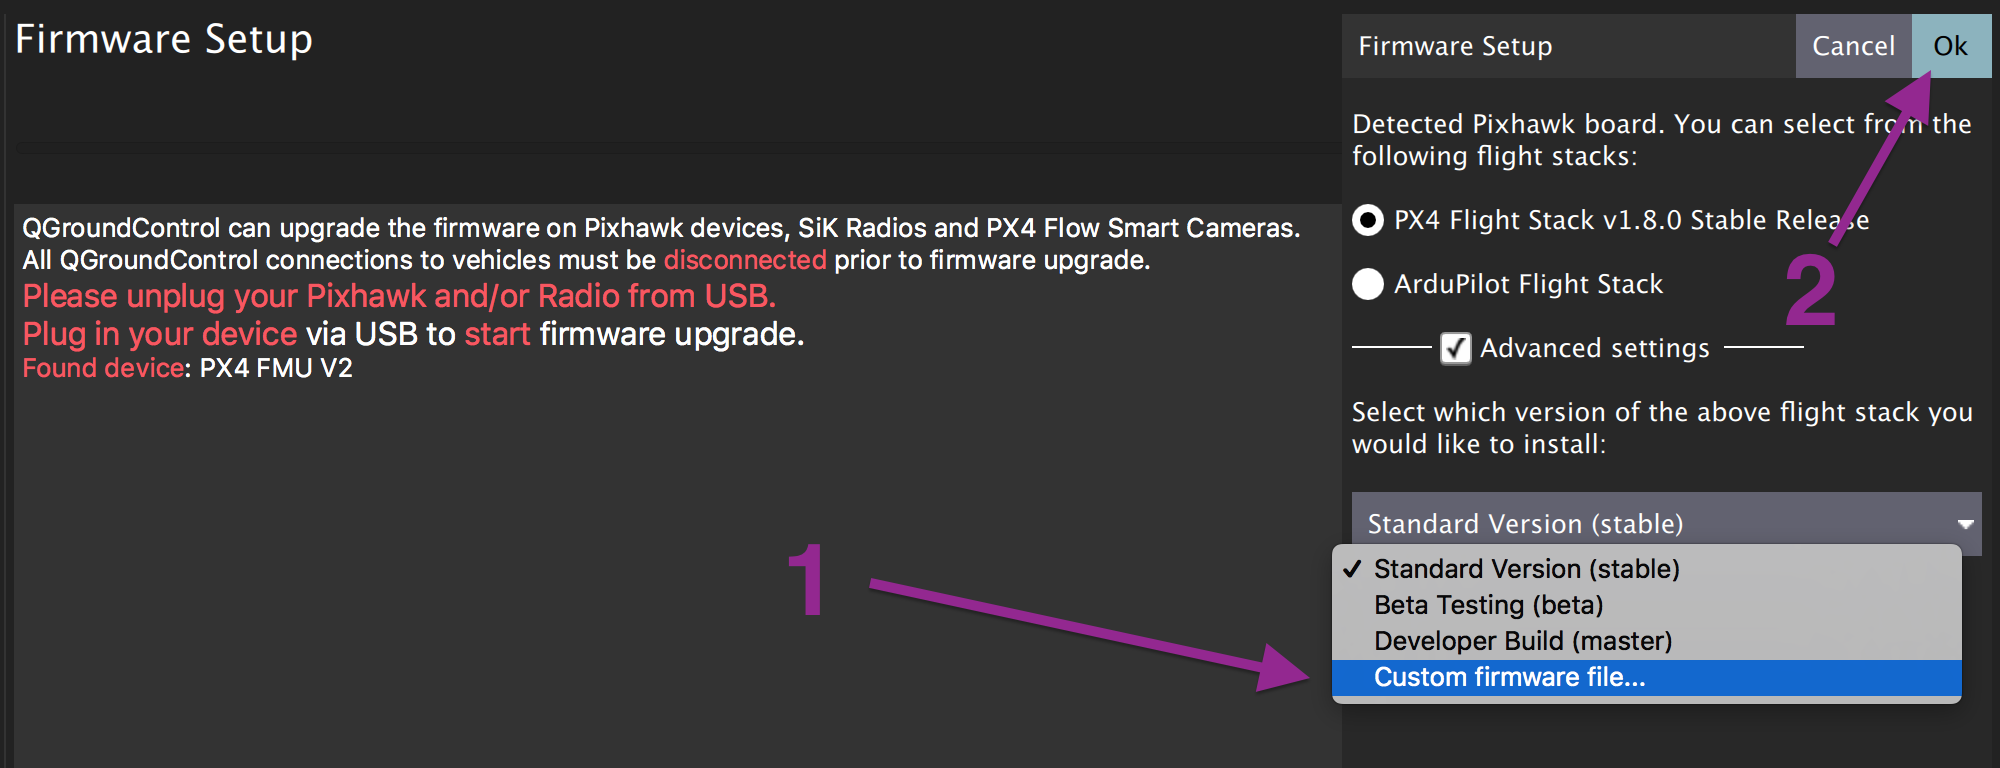 Firmware Setup
QGroundControl can upgrade the firmware on Pixhawk devices, SiK Radios and PX4 Flow Smart Cameras.
All QGroundControl connections to vehicles must be disconnected prior to firmware upgrade.
Please unplug your Pixhawk and/or Radio from USB.
Plug in your device via USB to start firmware upgrade.
Found device: PX4 FMU V2
1
Firmware Setup Cancel Ok
Detected Pixhawk board. You can select from the
following flight stacks:
PX4 Flight Stack v1.8.0 Stable Release
ArduPilot Flight Stack
2
Advanced settings
Select which version of the above flight stack you
would like to install:
Standard Version (stable)
Standard Version (stable)
Beta Testing (beta)
Developer Build (master)
Custom firmware file...